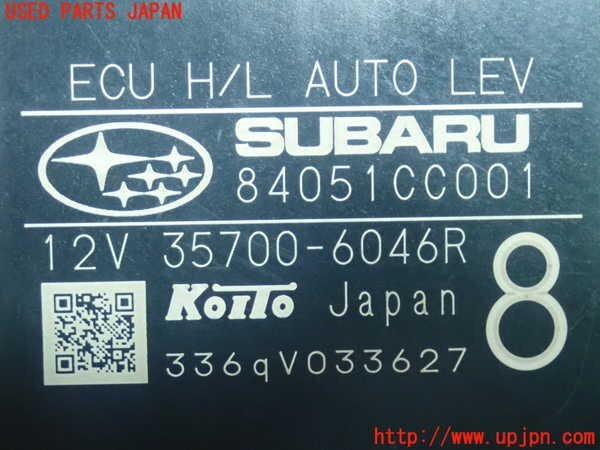 USED PARTS JAPAN
ECU H/L AUTO LEV
SUBARU
84051CC001
12V 35700-6046R
8
KOITO Japan
336qV033627
http://www.upjpn.com/